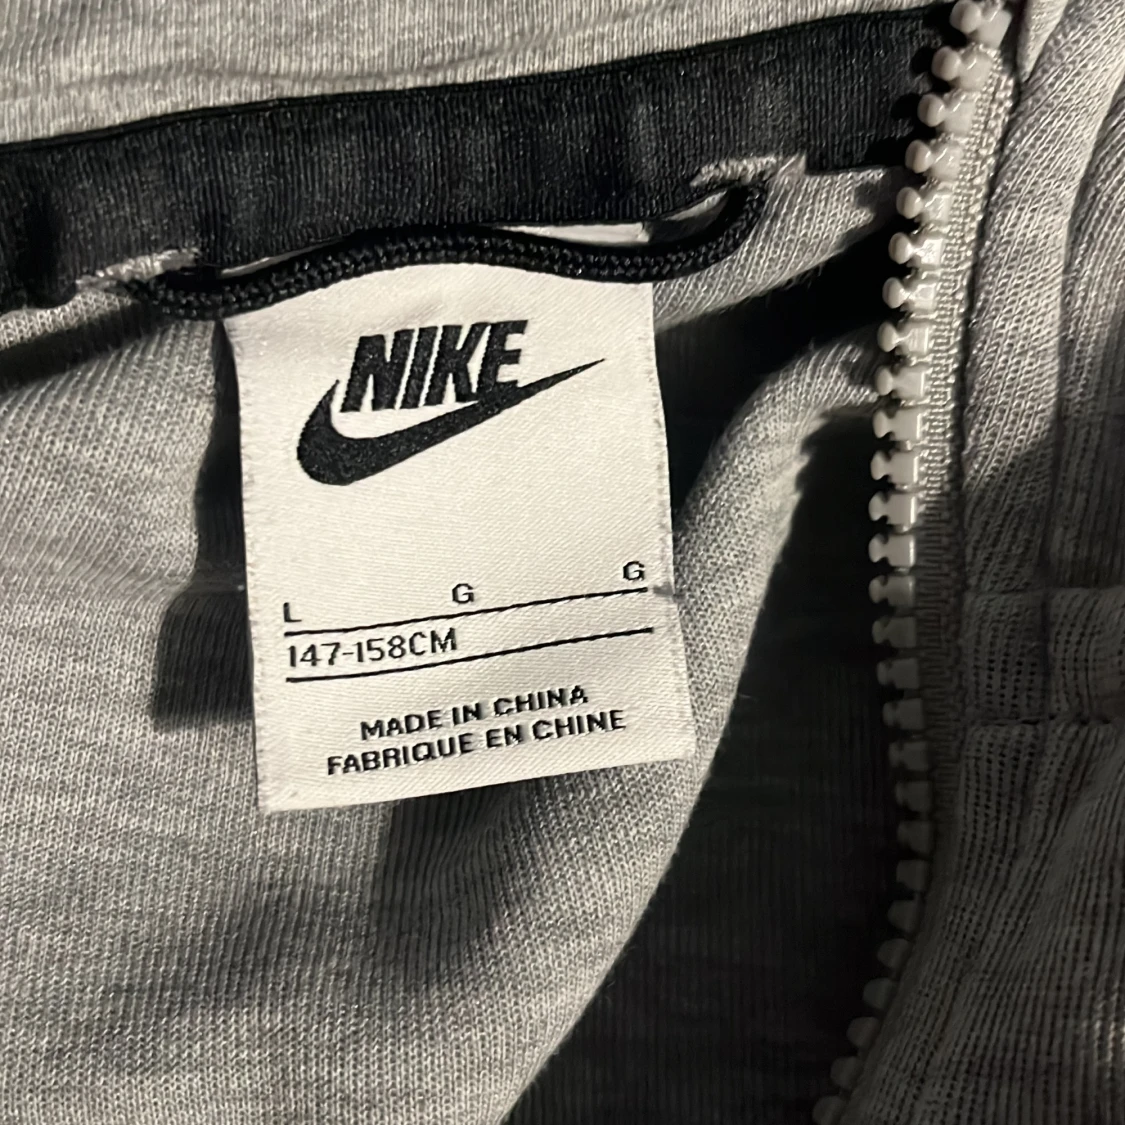 NIKE
L G G
147-158CM
MADE IN CHINA
FABRIQUE EN CHINE